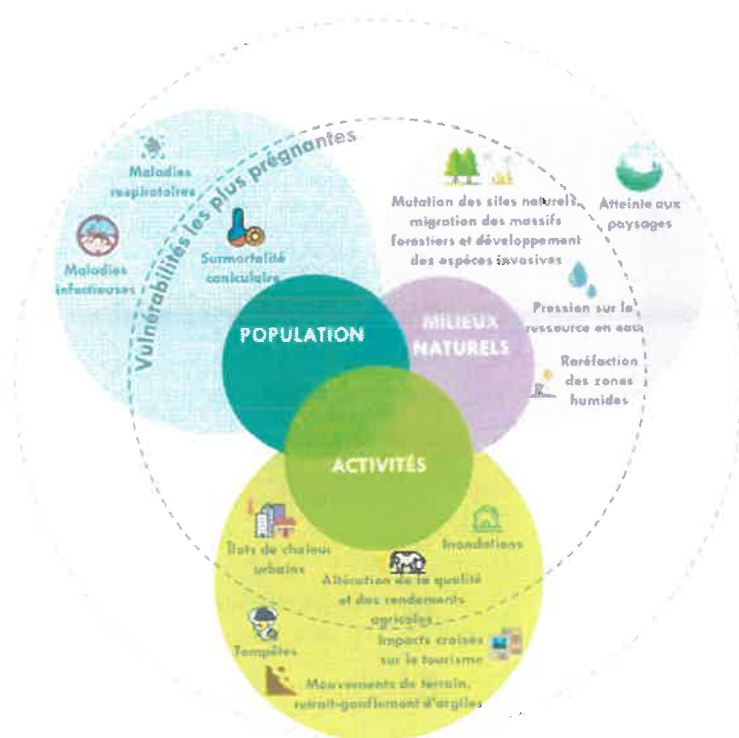 Vulnérabilités les plus prégnantes
Maladies
respiratoires
Maladies
infectieuses
Surmortalité
caniculaire
POPULATION
Mutation des sites naturels,
migration des massifs
forestiers et développement
des espèces invasives
Atteinte aux
paysages
Pression sur la
ressource en eau
Raréfaction
des zones
humides
MILIEUX
NATURELS
ACTIVITÉS
Îlots de chaleur
urbains
Inondations
Altération de la qualité
et des rendements
agricoles
Tempêtes
Impacts croisés
sur le tourisme
Mouvements de terrain,
retrait-gonflement d'argiles